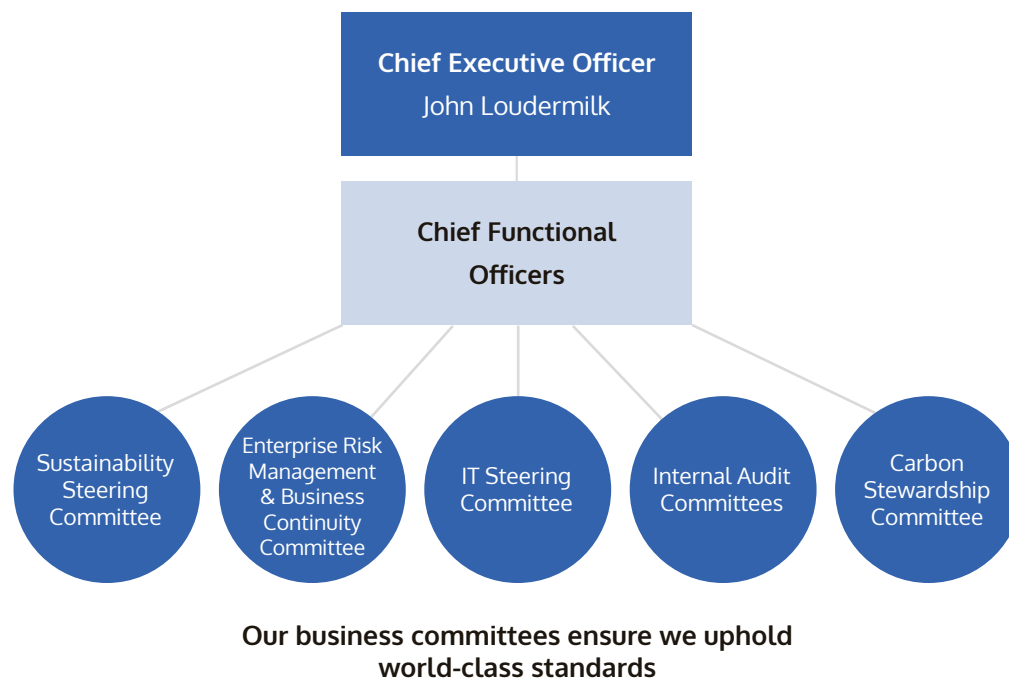 Chief Executive Officer
John Loudermilk
Chief Functional
Officers
Sustainability
Steering
Committee
Enterprise Risk
Management
& Business
Continuity
Committee
IT Steering
Committee
Internal Audit
Committees
Carbon
Stewardship
Committee
Our business committees ensure we uphold
world-class standards